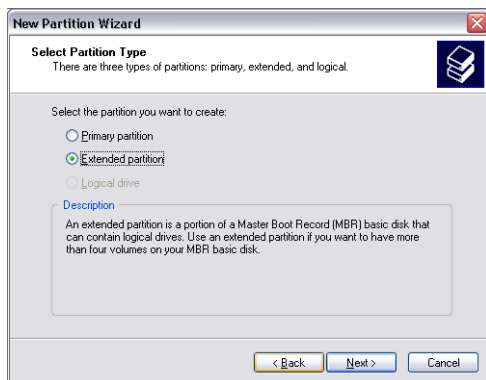 New Partition Wizard
Select Partition Type
There are three types of partitions: primary, extended, and logical.
Select the partition you want to create:
Primary partition
Extended partition
Logical drive
Description
An extended partition is a portion of a Master Boot Record (MBR) basic disk that
can contain logical drives. Use an extended partition if you want to have more
than four volumes on your MBR basic disk.
< Back Next > Cancel